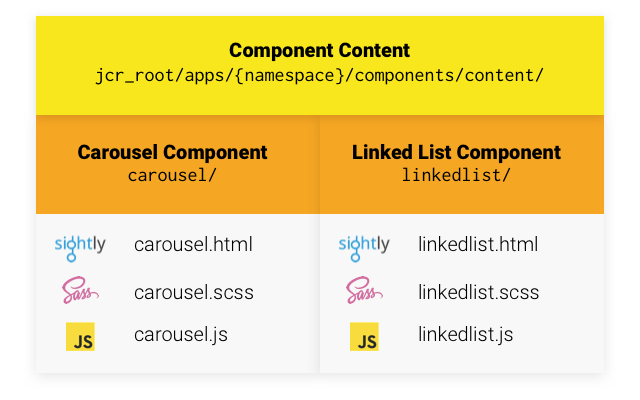 Component Content
jcr_root/apps/{namespace}/components/content/
Carousel Component
carousel/
sightly carousel.html
Sass carousel.scss
JS carousel.js
Linked List Component
linkedlist/
sightly linkedlist.html
Sass linkedlist.scss
JS linkedlist.js